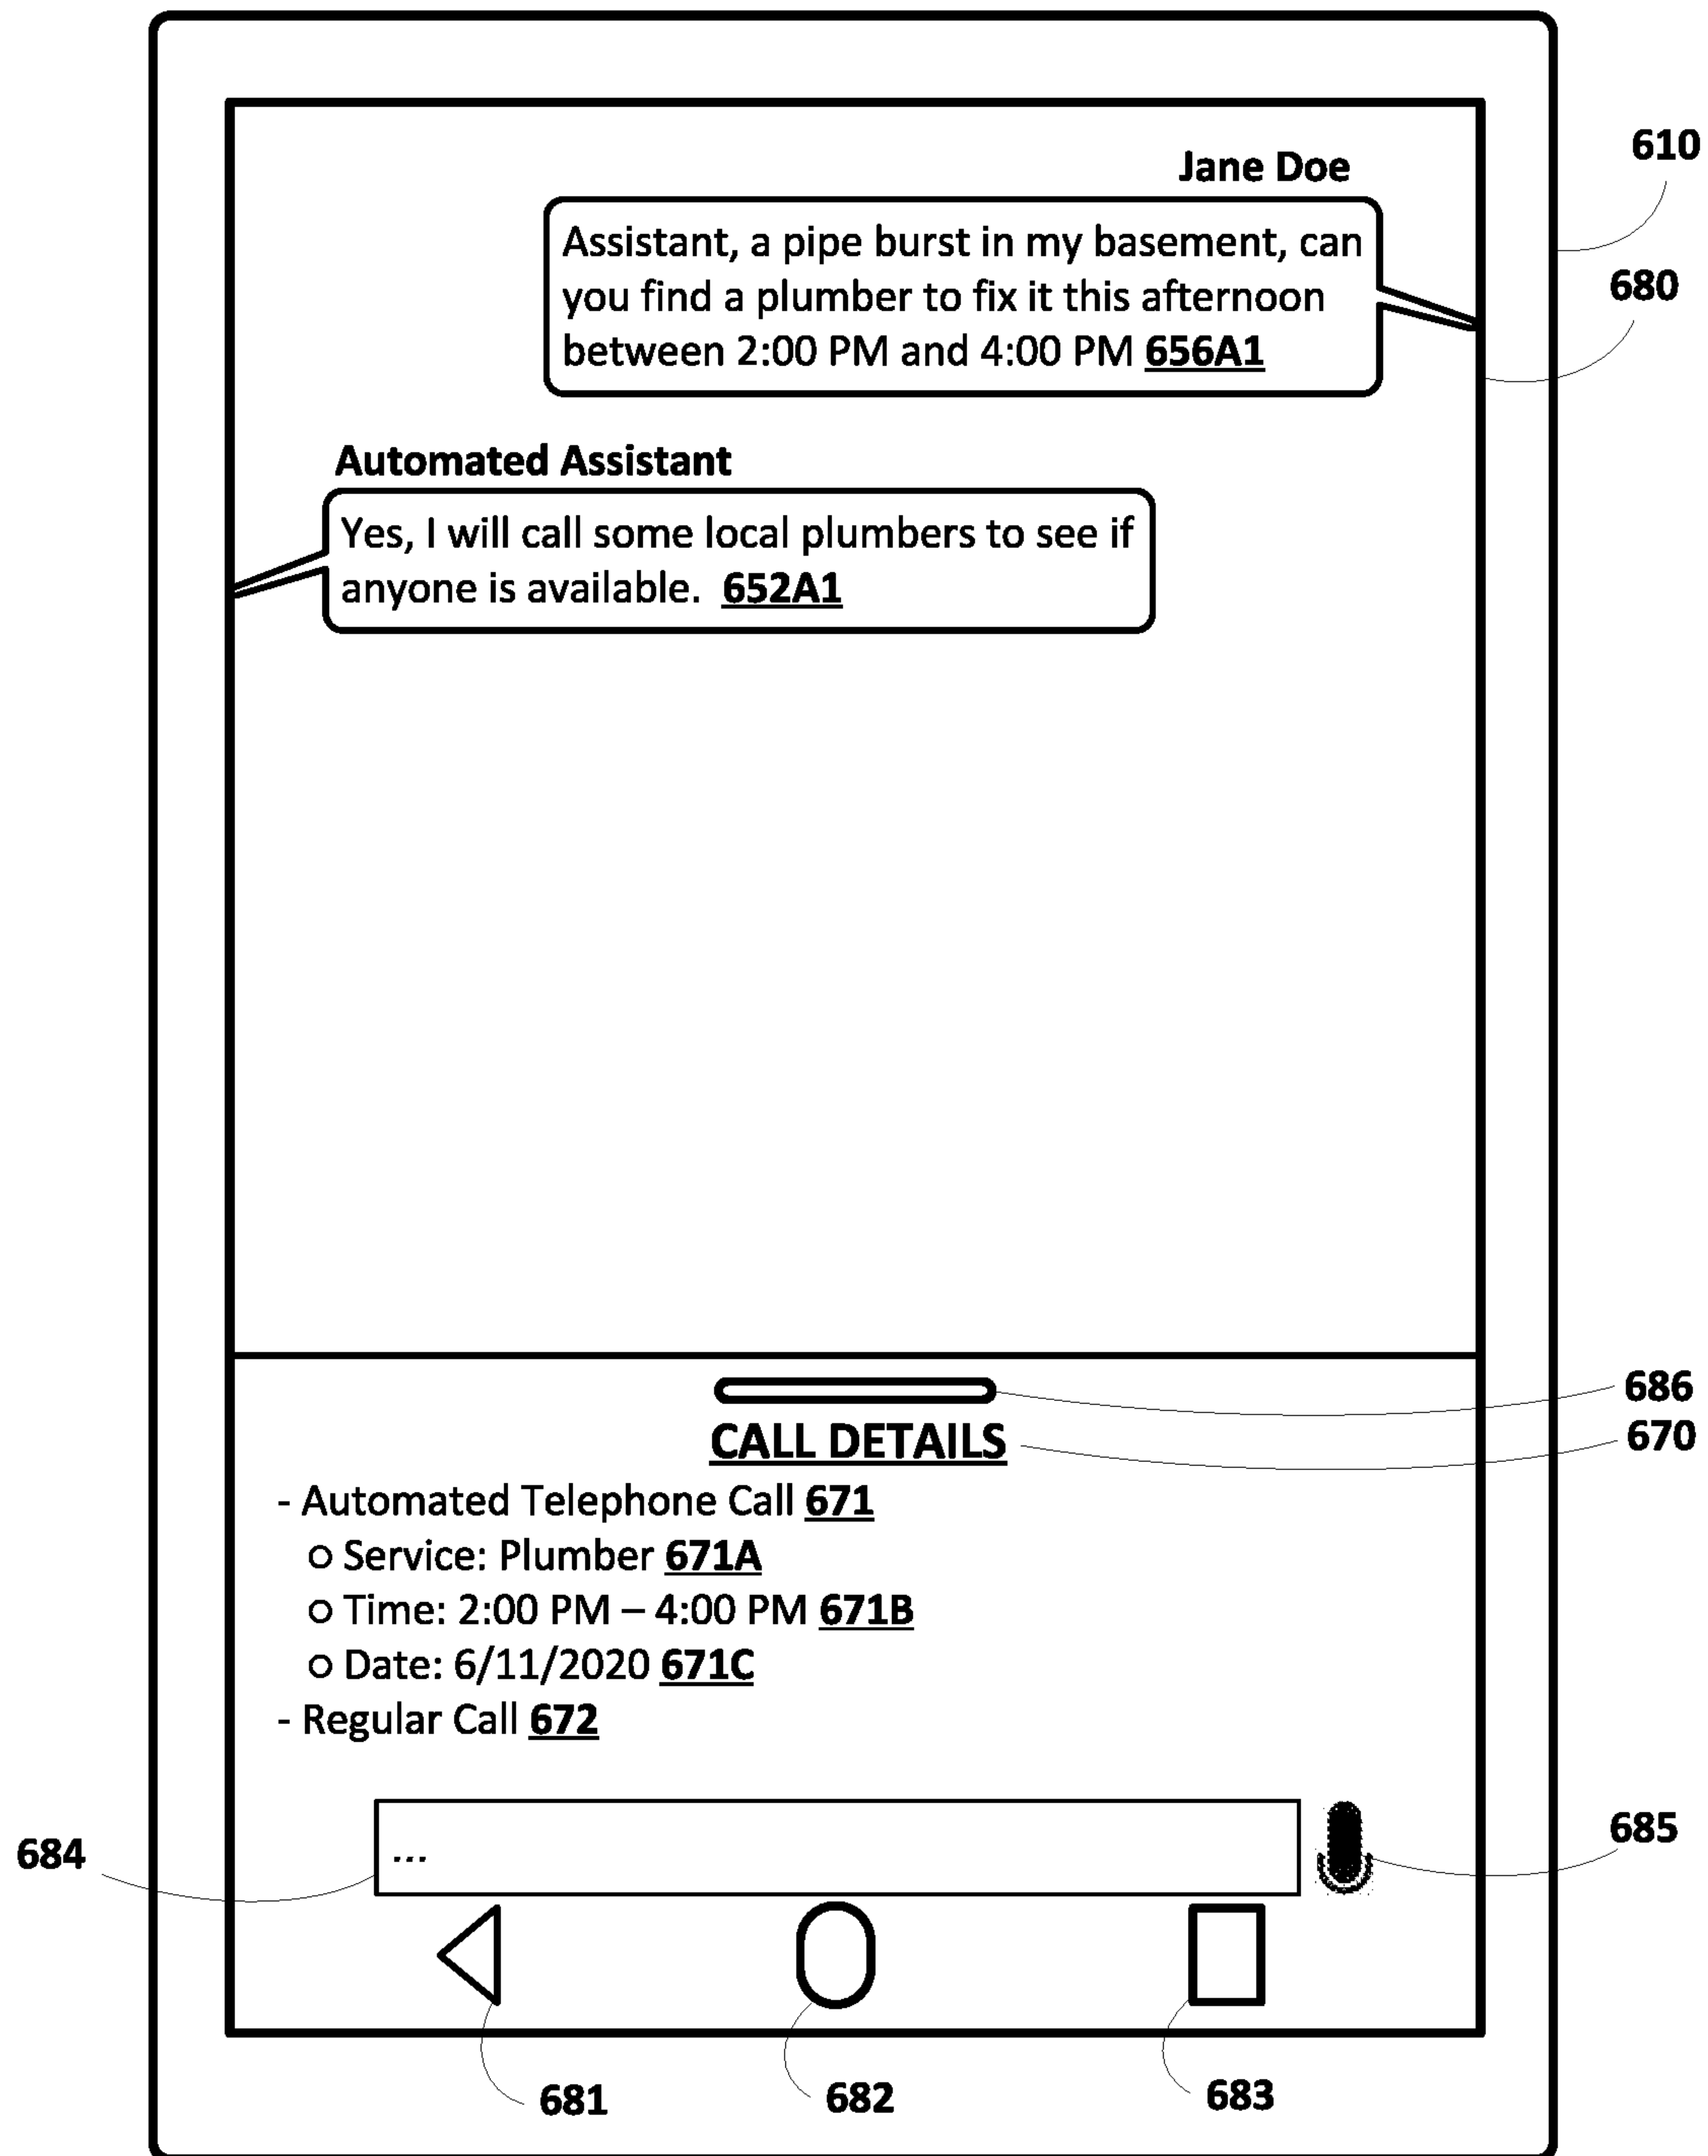 610
680
Jane Doe
Assistant, a pipe burst in my basement, can
you find a plumber to fix it this afternoon
between 2:00 PM and 4:00 PM 656A1
Automated Assistant
Yes, I will call some local plumbers to see if
anyone is available. 652A1
686
CALL DETAILS
670
- Automated Telephone Call 671
○ Service: Plumber 671A
○ Time: 2:00 PM – 4:00 PM 671B
○ Date: 6/11/2020 671C
- Regular Call 672
684
...
685
681
682
683